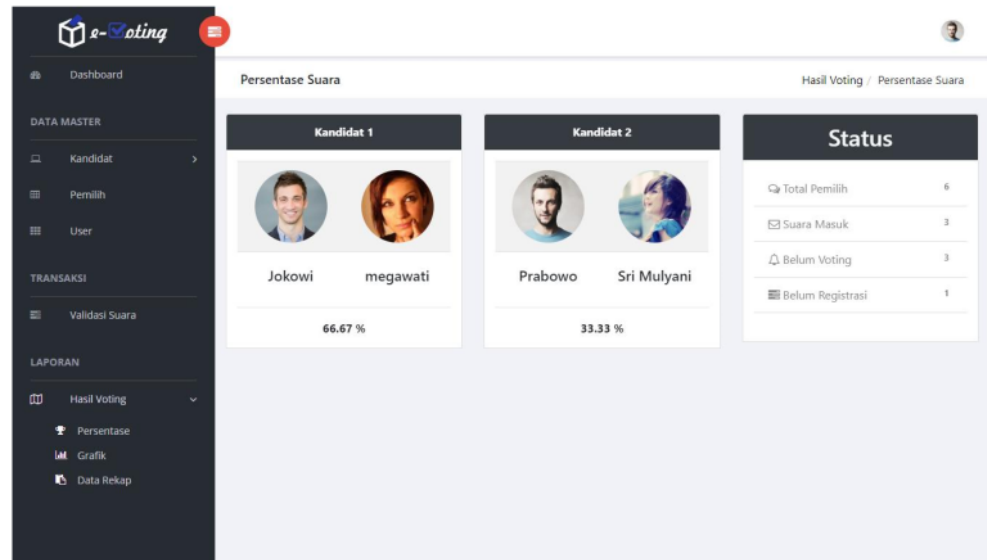 e-Voting
Dashboard
DATA MASTER
Kandidat
Pemilih
User
TRANSAKSI
Validasi Suara
LAPORAN
Hasil Voting
Persentase
Grafik
Data Rekap
Persentase Suara
Hasil Voting / Persentase Suara
Kandidat 1
Jokowi megawati
66.67 %
Kandidat 2
Prabowo Sri Mulyani
33.33 %
Status
Total Pemilih 6
Suara Masuk 3
Belum Voting 3
Belum Registrasi 1